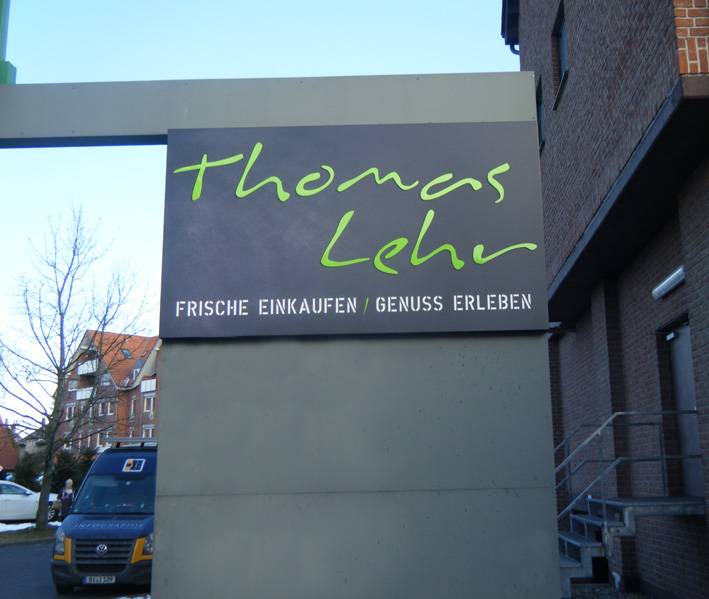 Thomas
Lehr
FRISCHE EINKAUFEN / GENUSS ERLEBEN